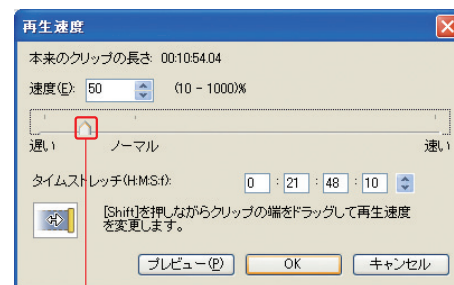 再生速度
本来のクリップの長さ: 00:10:54.04
速度(E): 50 (10 - 1000)%
遅い ノーマル 速い
タイムストレッチ(H:M:S:f): 0 : 21 : 48 : 10
[Shift]を押しながらクリップの端をドラッグして再生速度
を変更します。
プレビュー(P) OK キャンセル